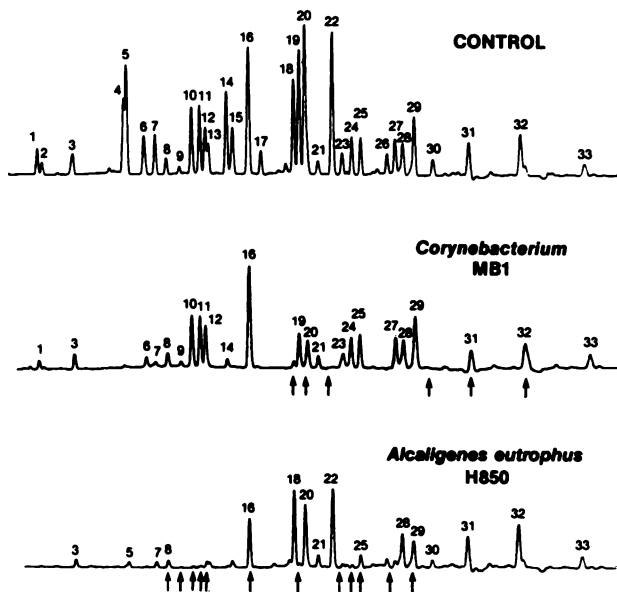 CONTROL
1 2 3 4 5 6 7 8 9 10 11 12 13 14 15 16 17 18 19 20 21 22 23 24 25 26 27 28 29 30 31 32 33
Corynebacterium
MB1
1 3 6 7 8 9 10 11 12 14 16 19 20 21 23 24 25 27 28 29 31 32 33
Alcaligenes eutrophus
H850
3 5 7 8 16 18 20 21 22 25 28 29 30 31 32 33